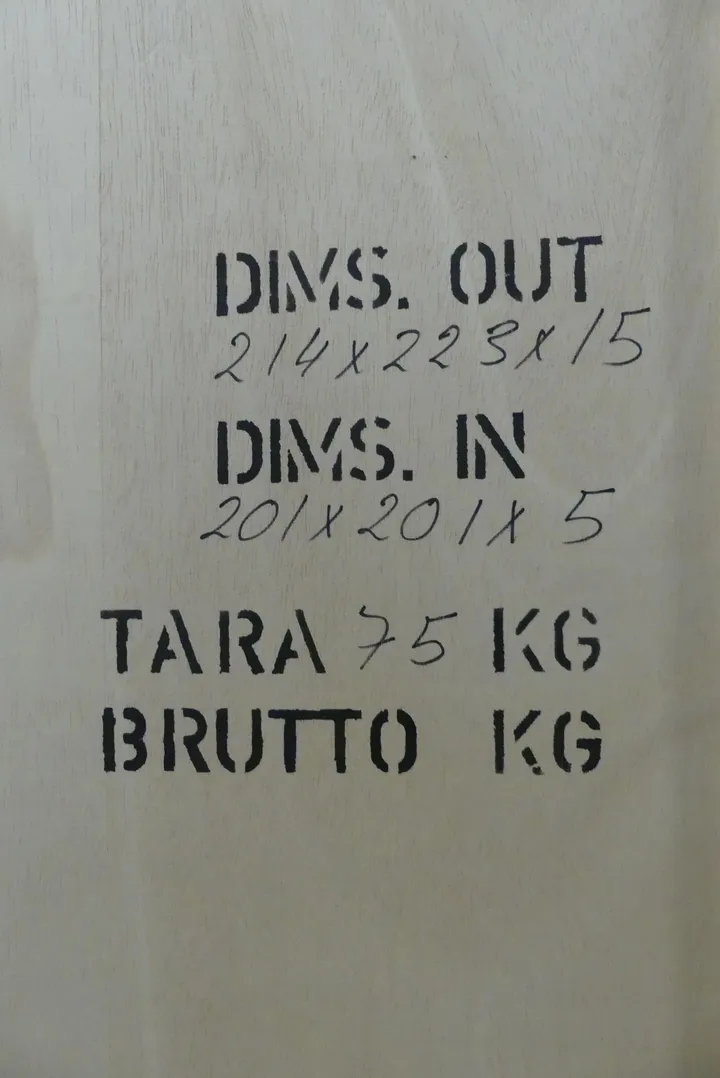 DIMS. OUT
214x223x15
DIMS. IN
201x201x5
TARA 75 KG
BRUTTO KG